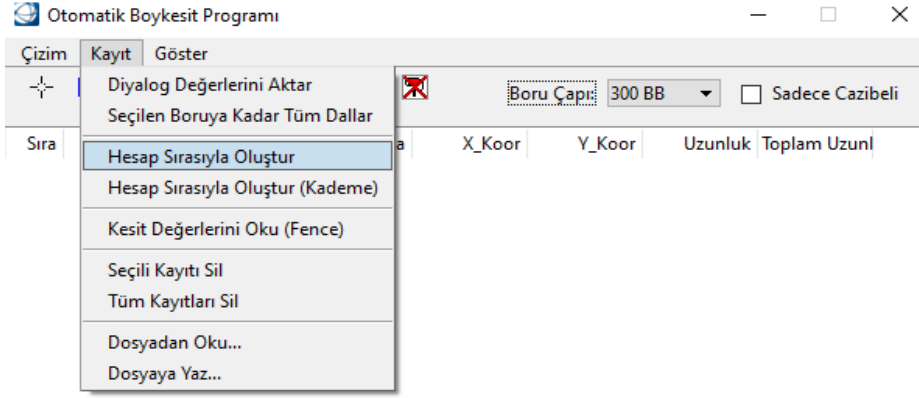 Otomatik Boykesit Programı
Çizim Kayıt Göster
Boru Çapı: 300 BB Sadece Cazibeli
Diyalog Değerlerini Aktar
Seçilen Boruya Kadar Tüm Dallar
Sıra a X_Koor Y_Koor Uzunluk Toplam Uzunl
Hesap Sırasıyla Oluştur
Hesap Sırasıyla Oluştur (Kademe)
Kesit Değerlerini Oku (Fence)
Seçili Kayıtı Sil
Tüm Kayıtları Sil
Dosyadan Oku...
Dosyaya Yaz...